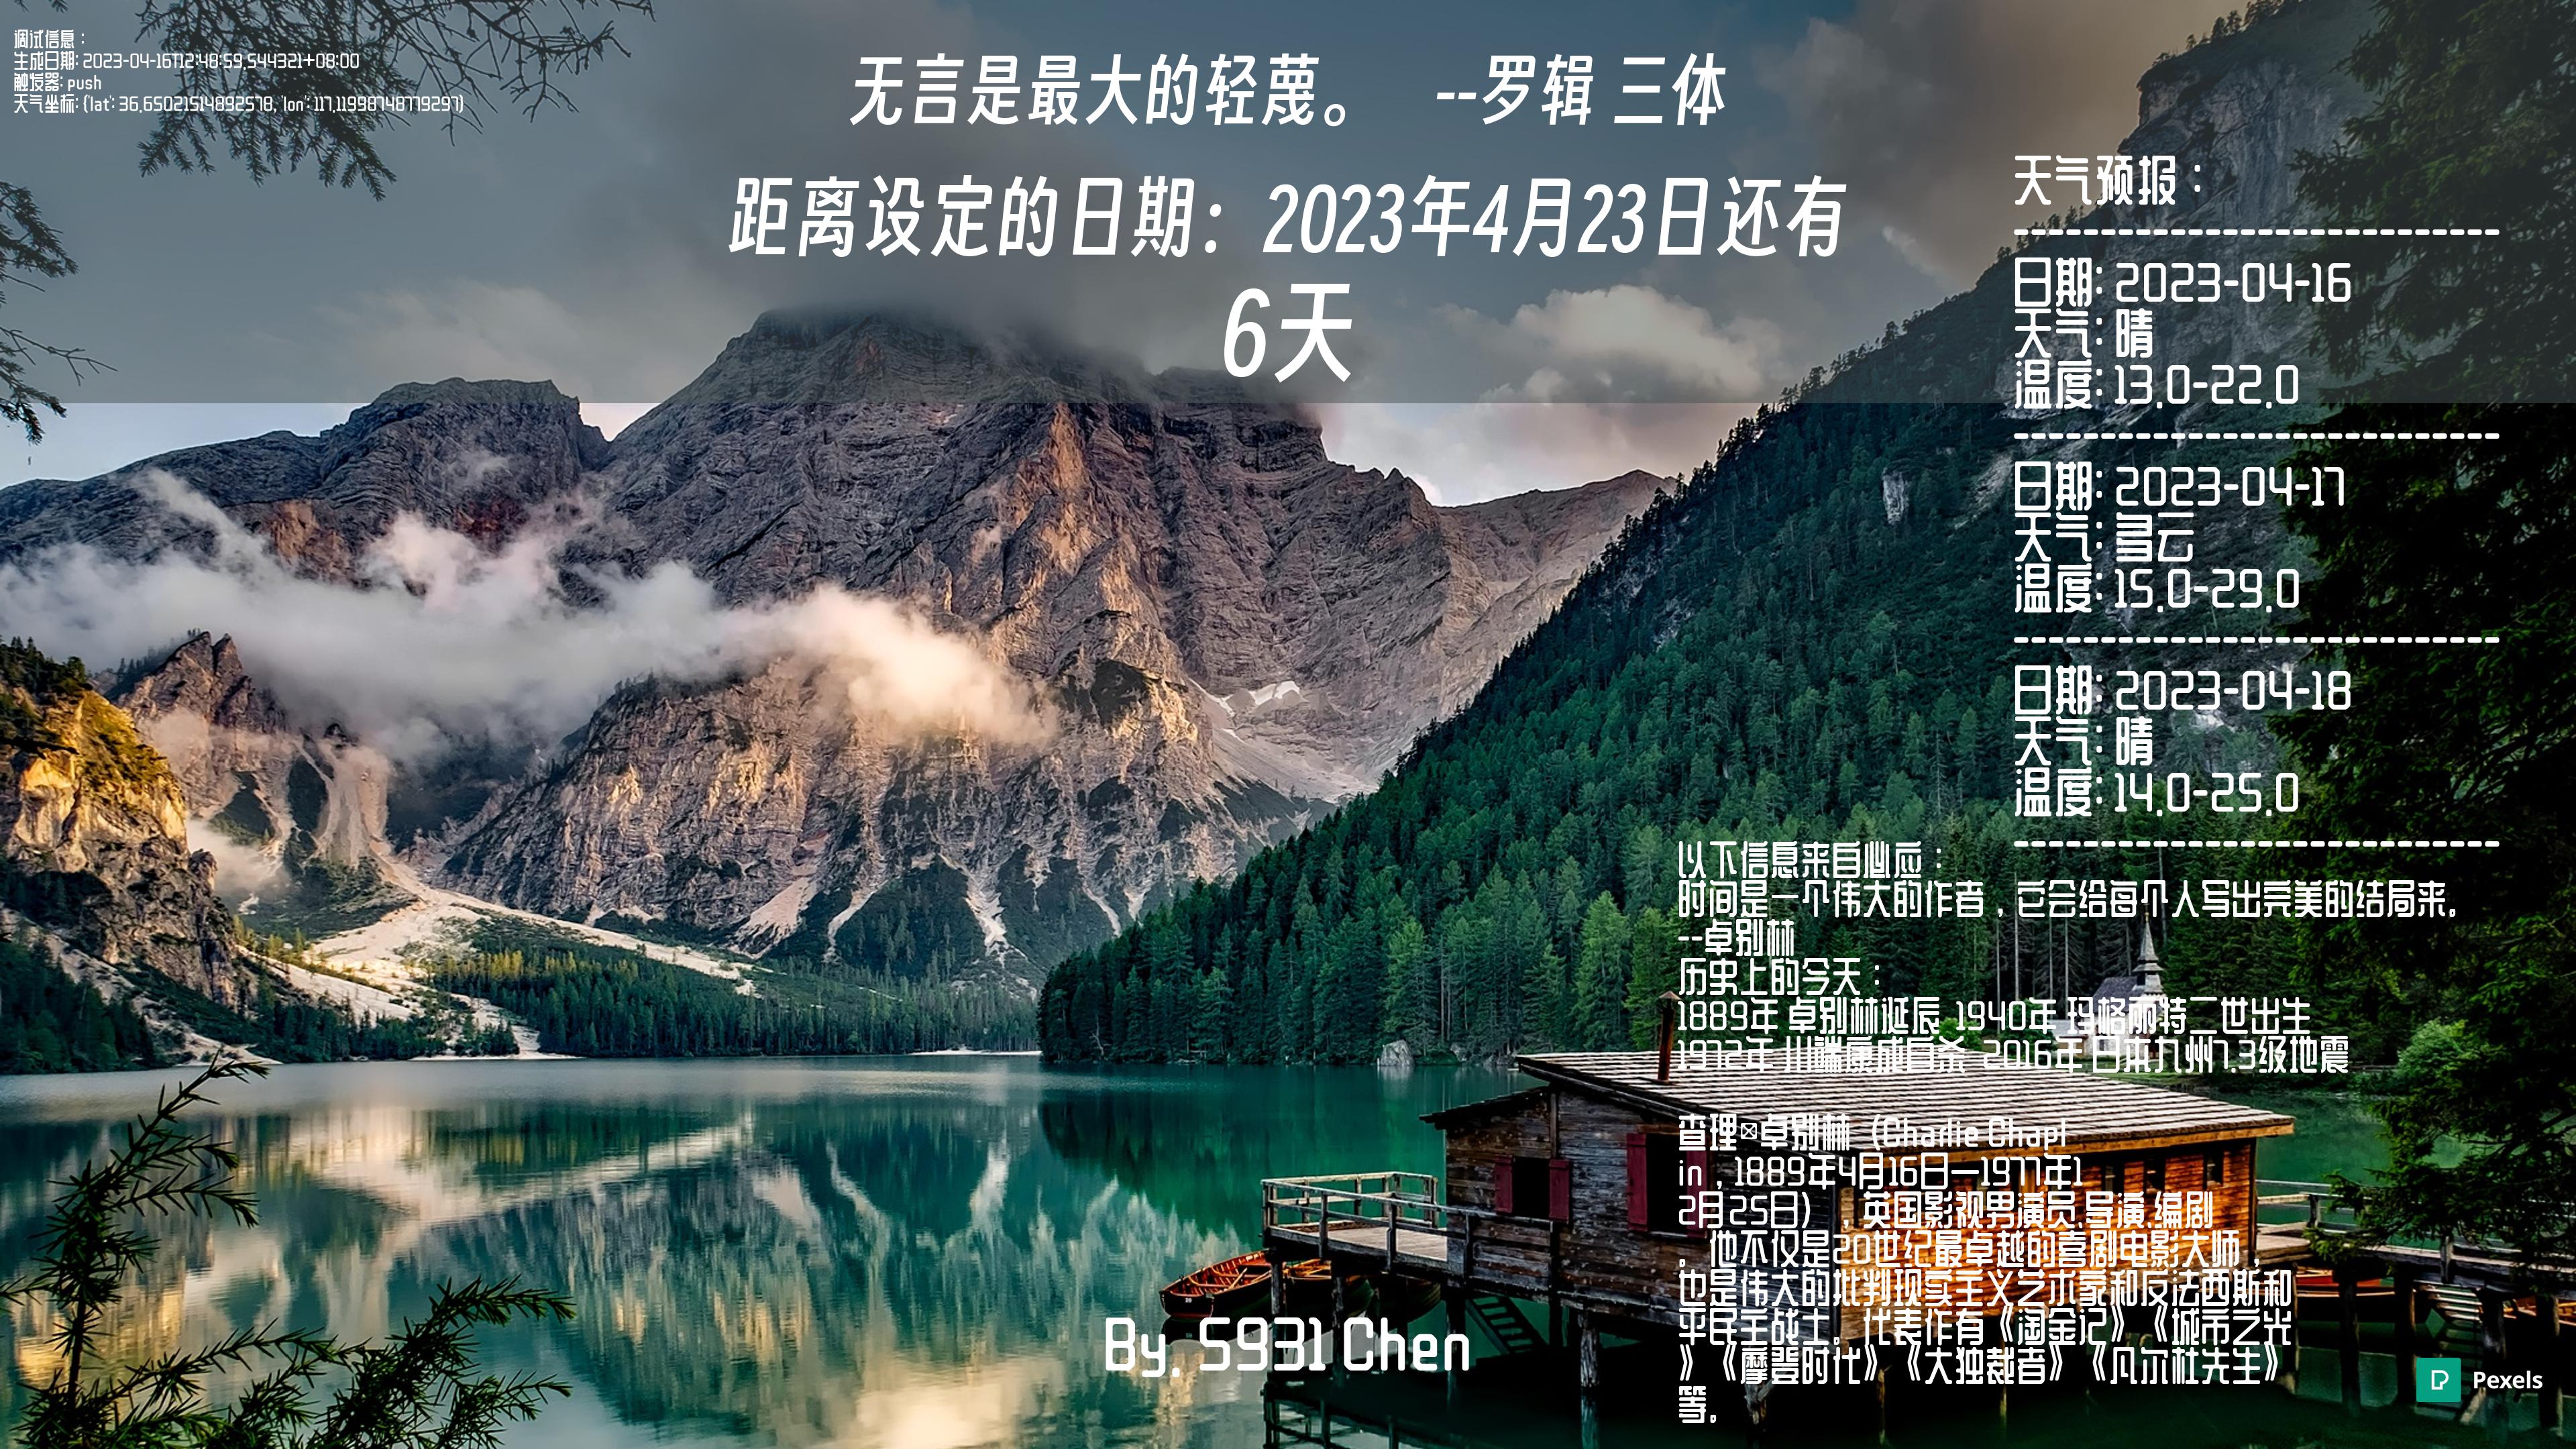 调试信息：
生成日期: 2023-04-16T12:48:59.544321+08:00
触发器: push
天气坐标: {'lat': 36.65021514892578, 'lon': 117.11998748779297}
无言是最大的轻蔑。 --罗辑 三体
距离设定的日期：2023年4月23日还有
6天
天气预报：
----------------------------
日期: 2023-04-16
天气: 晴
温度: 13.0-22.0
----------------------------
日期: 2023-04-17
天气: 多云
温度: 15.0-29.0
----------------------------
日期: 2023-04-18
天气: 晴
温度: 14.0-25.0
----------------------------
以下信息来自必应：
时间是一个伟大的作者，它会给每个人写出完美的结局来。
--卓别林
历史上的今天：
1889年 卓别林诞辰 1940年 玛格丽特二世出生
1972年 川端康成自杀 2016年 日本九州7.3级地震
查理卓别林（Charlie Chapl
in，1889年4月16日—1977年1
2月25日），英国影视男演员,导演,编剧
。他不仅是20世纪最卓越的喜剧电影大师，
也是伟大的批判现实主义艺术家和反法西斯和
平民主战士。代表作有《淘金记》《城市之光
》《摩登时代》《大独裁者》《凡尔杜先生》
等。
By. 5931 Chen
Pexels